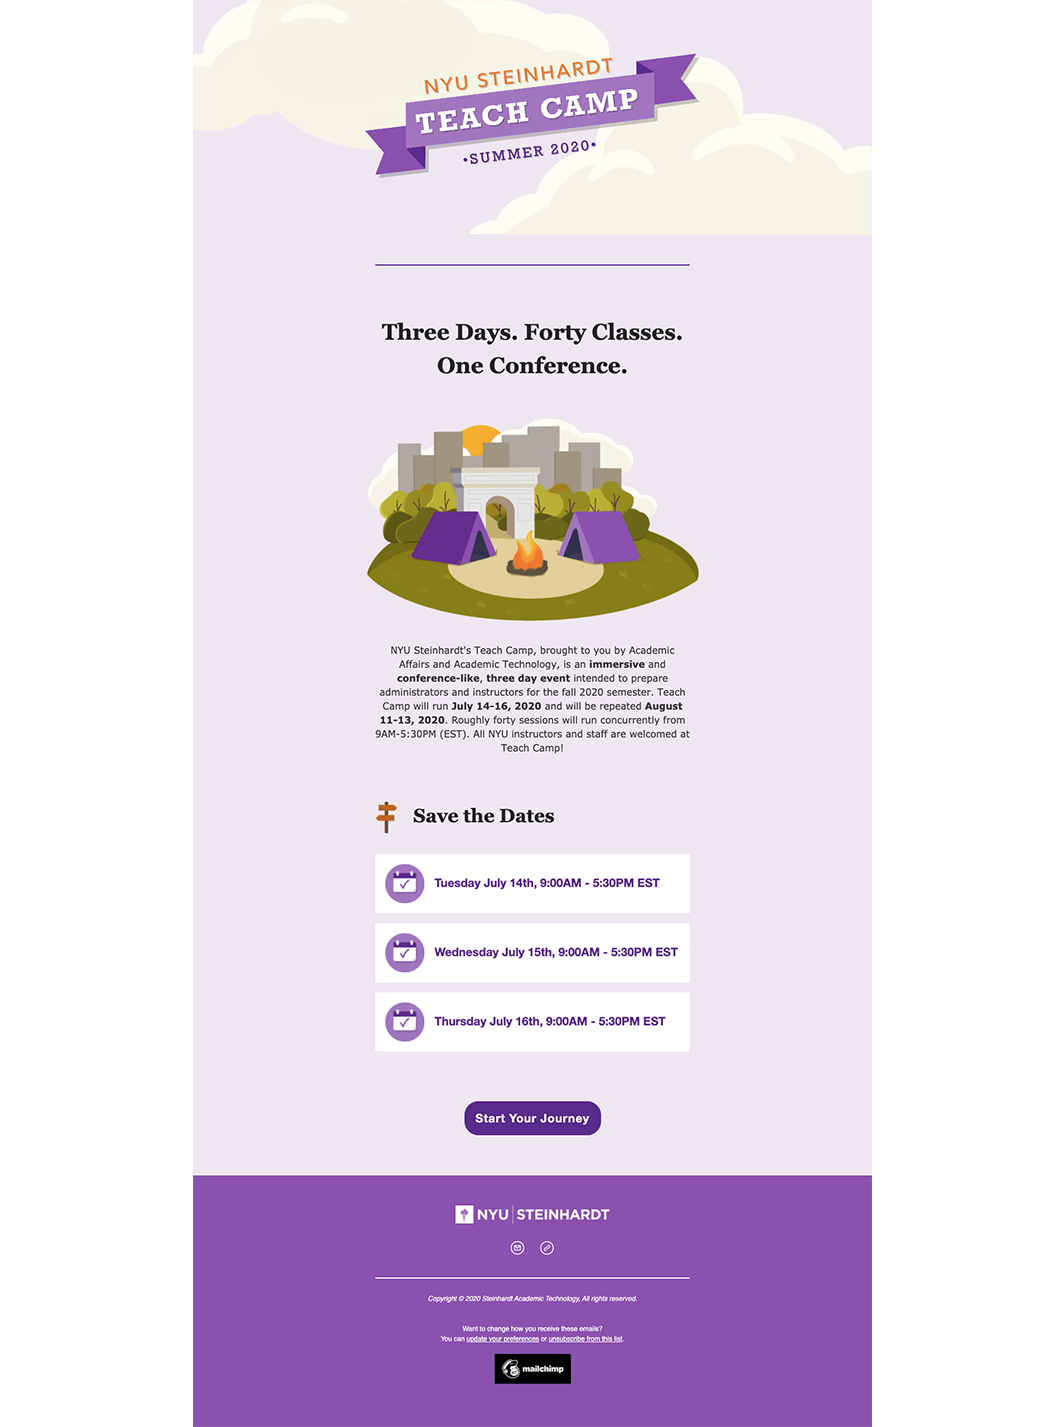 NYU STEINHARDT
TEACH CAMP
•SUMMER 2020•
Three Days. Forty Classes.
One Conference.
NYU Steinhardt's Teach Camp, brought to you by Academic
Affairs and Academic Technology, is an immersive and
conference-like, three day event intended to prepare
administrators and instructors for the fall 2020 semester. Teach
Camp will run July 14-16, 2020 and will be repeated August
11-13, 2020. Roughly forty sessions will run concurrently from
9AM-5:30PM (EST). All NYU instructors and staff are welcomed at
Teach Camp!
Save the Dates
Tuesday July 14th, 9:00AM - 5:30PM EST
Wednesday July 15th, 9:00AM - 5:30PM EST
Thursday July 16th, 9:00AM - 5:30PM EST
Start Your Journey
NYU STEINHARDT
Copyright © 2020 Steinhardt Academic Technology, All rights reserved.
Want to change how you receive these emails?
You can update your preferences or unsubscribe from this list.
mailchimp